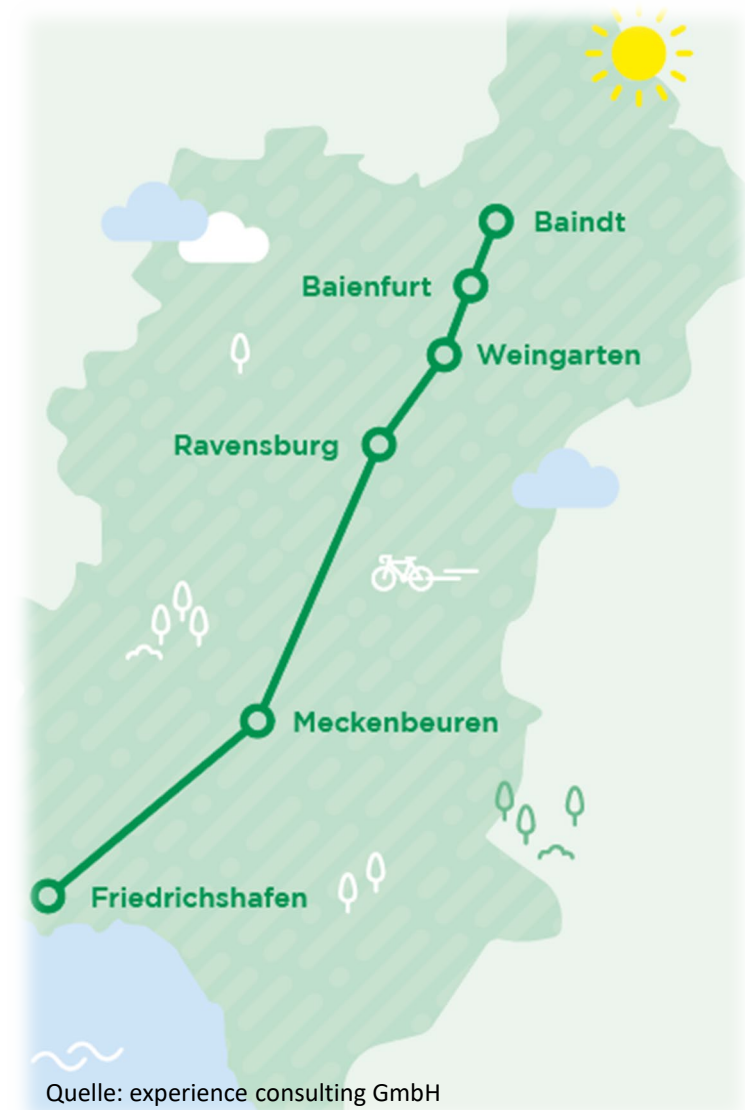 Baindt
Baienfurt
Weingarten
Ravensburg
Meckenbeuren
Friedrichshafen
Quelle: experience consulting GmbH